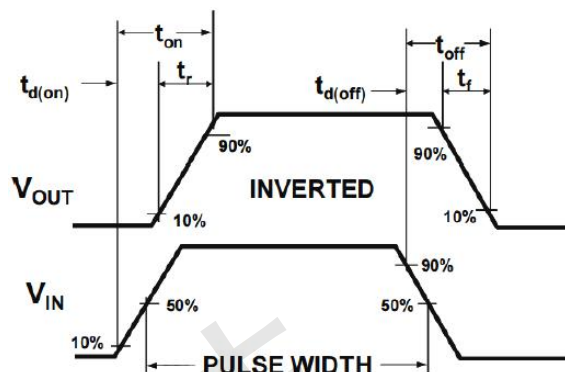 ton
toff
td(on)
tr
td(off)
tf
90%
90%
VOUT
INVERTED
10%
10%
90%
VIN
50%
50%
10%
PULSE WIDTH